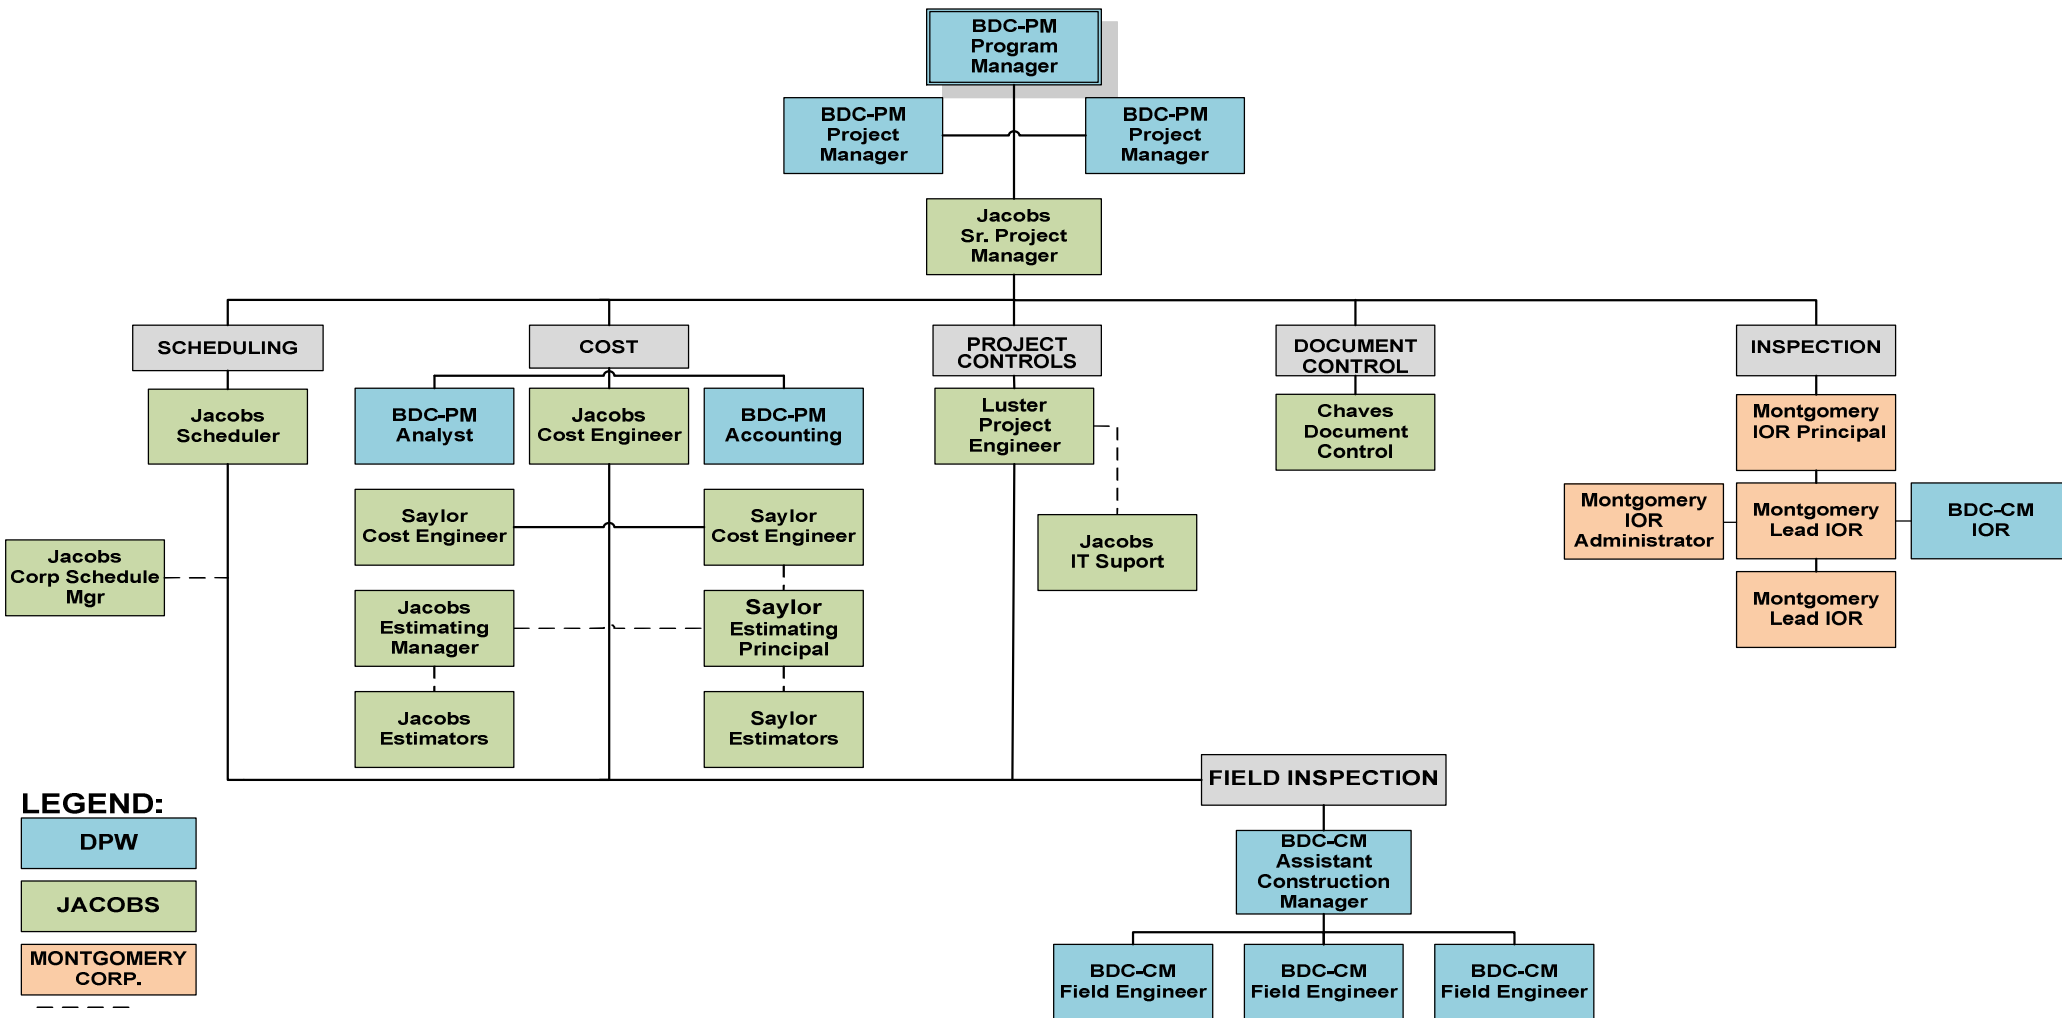 BDC-PM
Program
Manager
BDC-PM
Project
Manager
BDC-PM
Project
Manager
Jacobs
Sr. Project
Manager
SCHEDULING
COST
PROJECT
CONTROLS
DOCUMENT
CONTROL
INSPECTION
Jacobs
Scheduler
BDC-PM
Analyst
Jacobs
Cost Engineer
BDC-PM
Accounting
Luster
Project
Engineer
Chaves
Document
Control
Montgomery
IOR Principal
Saylor
Cost Engineer
Saylor
Cost Engineer
Jacobs
IT Suport
Montgomery
IOR
Administrator
Montgomery
Lead IOR
BDC-CM
IOR
Jacobs
Corp Schedule
Mgr
Jacobs
Estimating
Manager
Saylor
Estimating
Principal
Montgomery
Lead IOR
Jacobs
Estimators
Saylor
Estimators
FIELD INSPECTION
BDC-CM
Assistant
Construction
Manager
BDC-CM
Field Engineer
BDC-CM
Field Engineer
BDC-CM
Field Engineer
LEGEND:
DPW
JACOBS
MONTGOMERY
CORP.